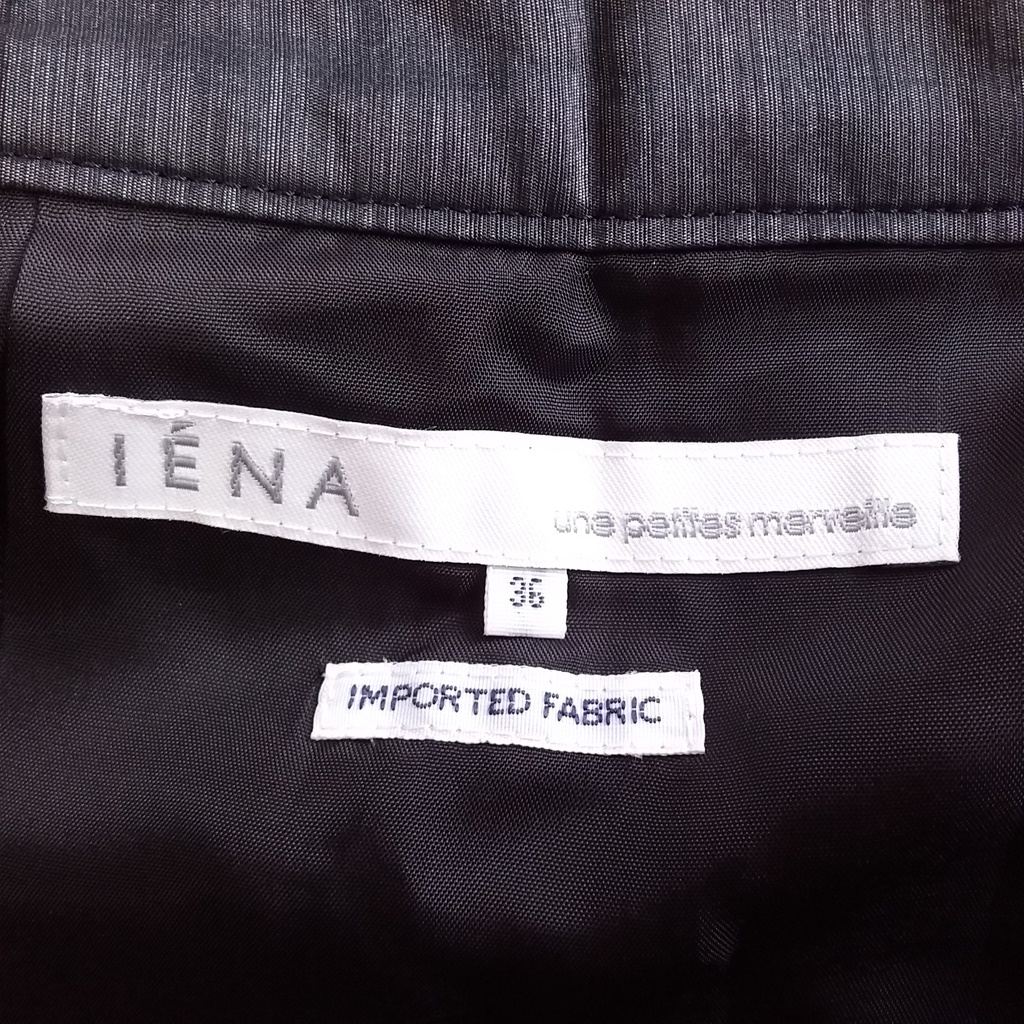 IÉNA
une petites merveille
36
IMPORTED FABRIC